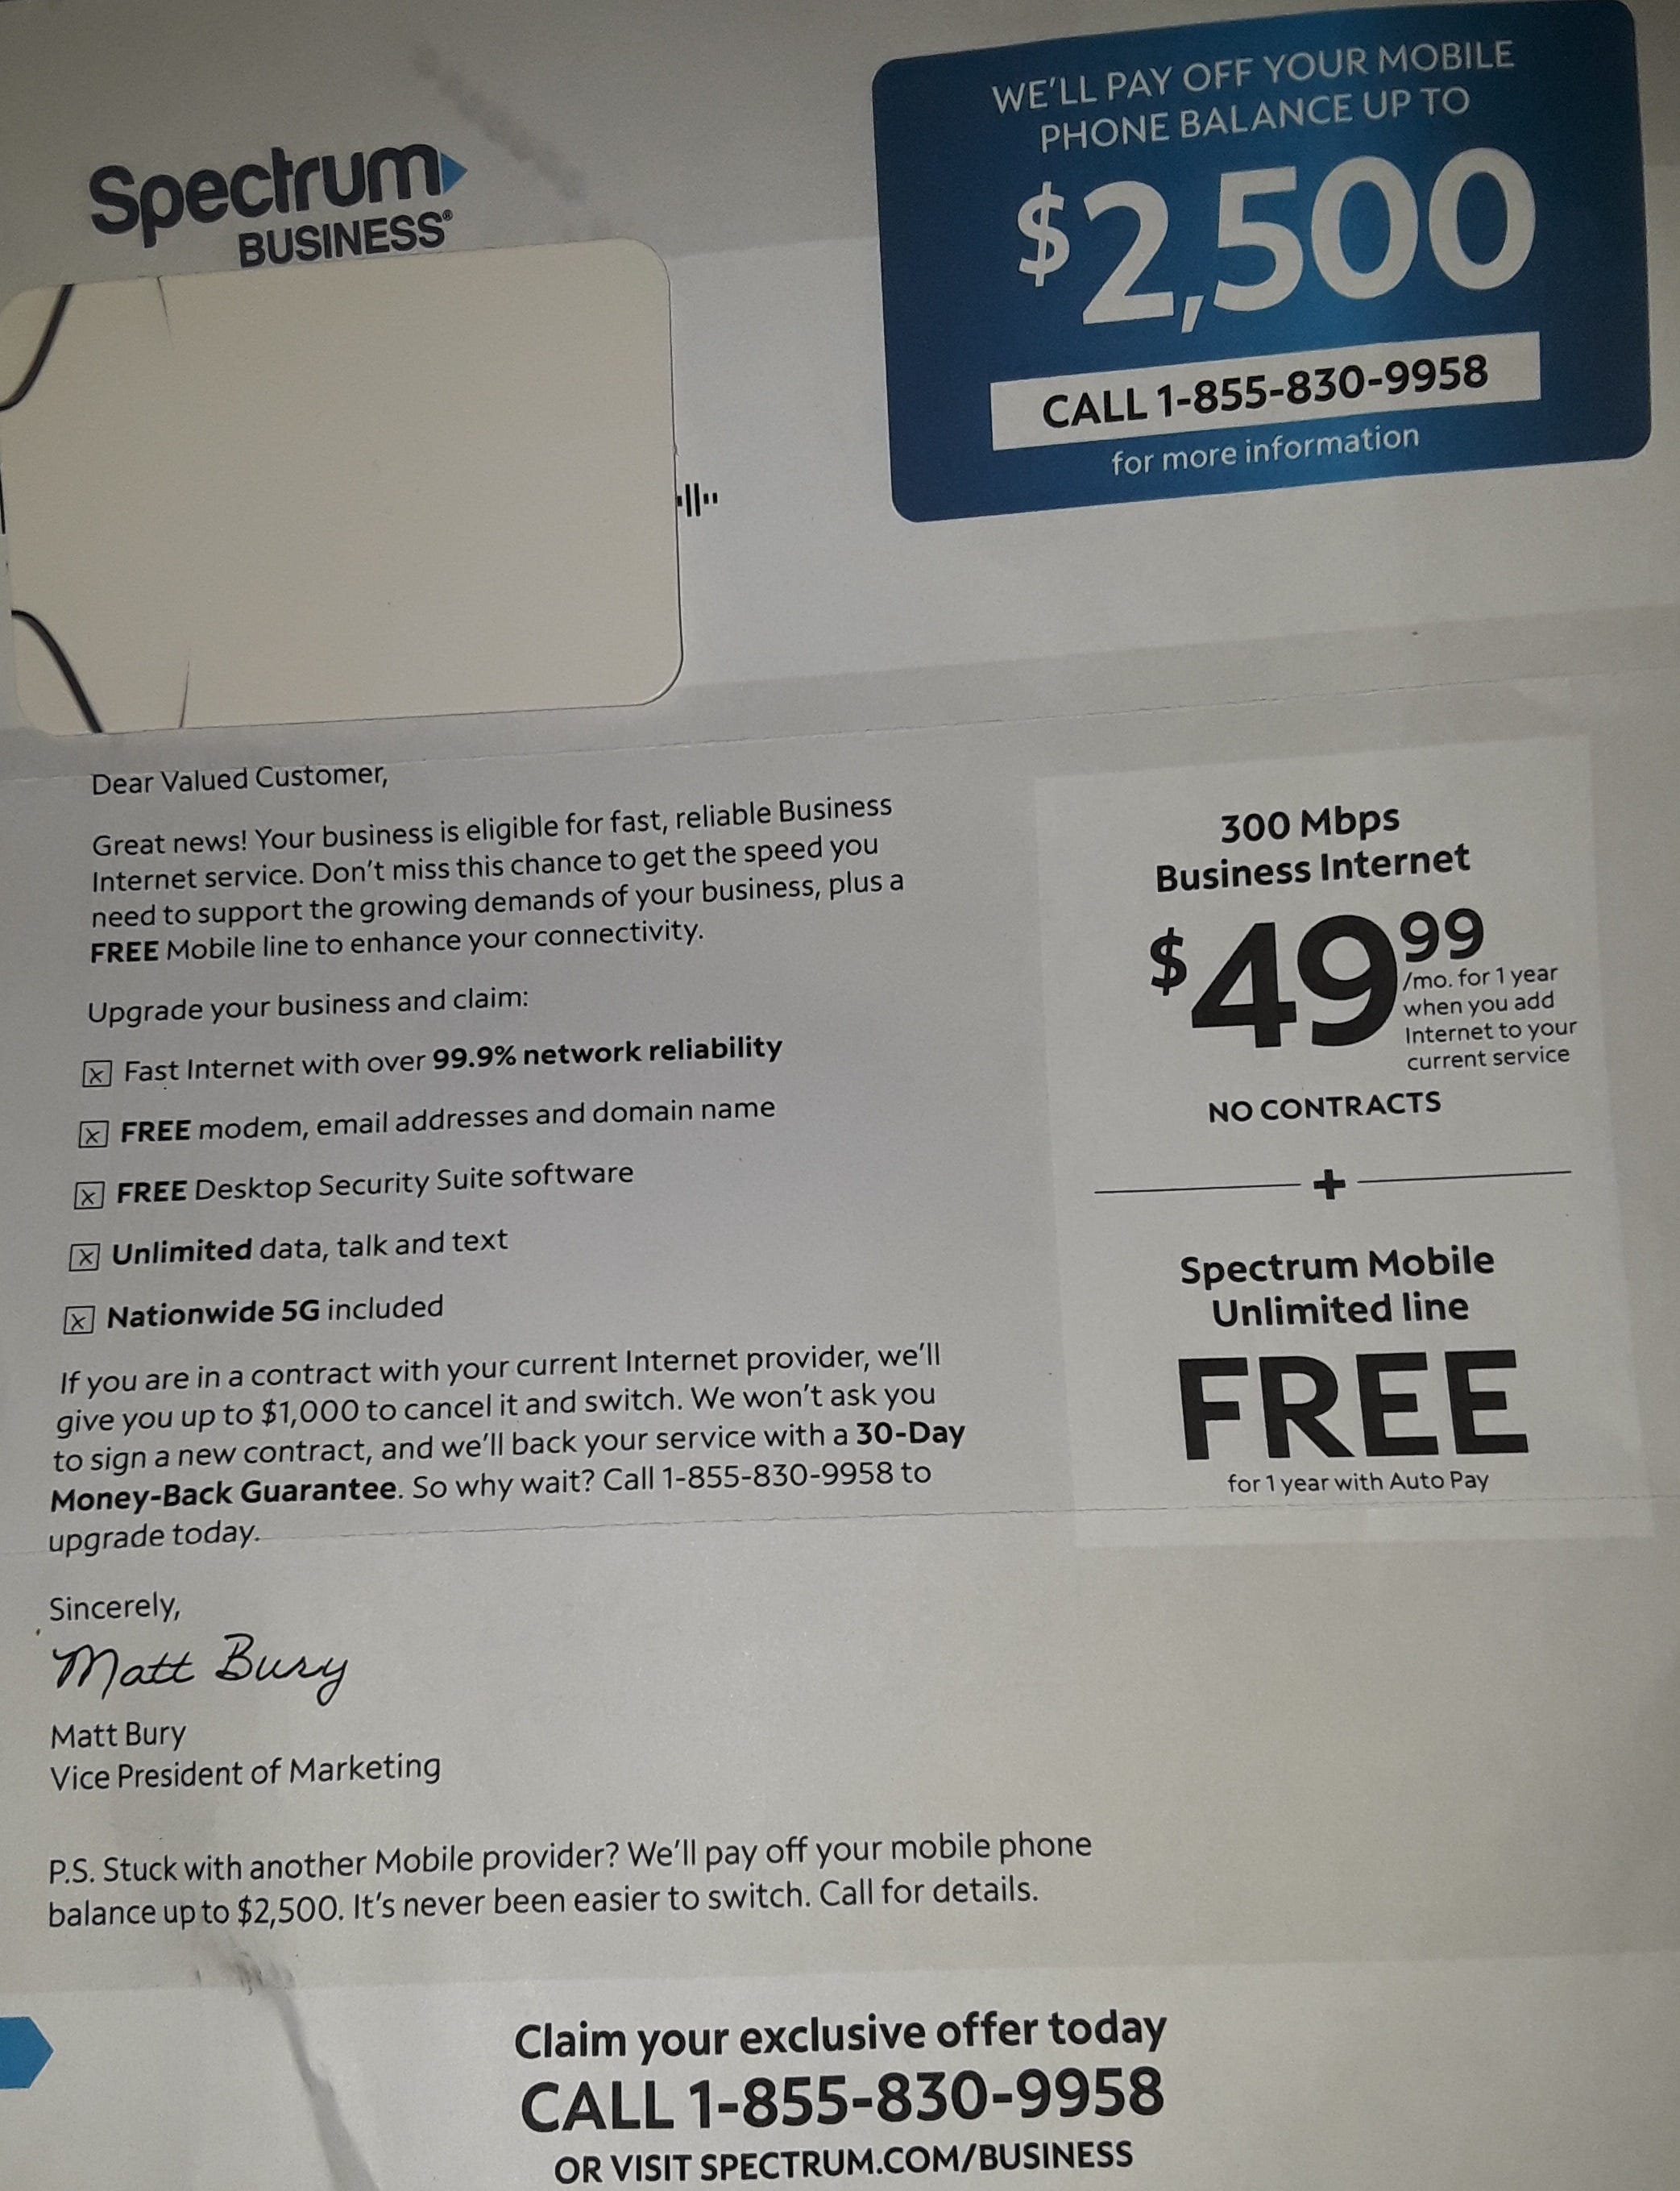 Spectrum
BUSINESS®
WE'LL PAY OFF YOUR MOBILE
PHONE BALANCE UP TO
$2,500
CALL 1-855-830-9958
for more information
Dear Valued Customer,
Great news! Your business is eligible for fast, reliable Business
Internet service. Don't miss this chance to get the speed you
need to support the growing demands of your business, plus a
FREE Mobile line to enhance your connectivity.
Upgrade your business and claim:
Fast Internet with over 99.9% network reliability
FREE modem, email addresses and domain name
FREE Desktop Security Suite software
Unlimited data, talk and text
Nationwide 5G included
If you are in a contract with your current Internet provider, we'll
give you up to $1,000 to cancel it and switch. We won't ask you
to sign a new contract, and we'll back your service with a 30-Day
Money-Back Guarantee. So why wait? Call 1-855-830-9958 to
upgrade today.
Sincerely,
Matt Bury
Matt Bury
Vice President of Marketing
P.S. Stuck with another Mobile provider? We'll pay off your mobile phone
balance up to $2,500. It's never been easier to switch. Call for details.
300 Mbps
Business Internet
$49.99
/mo. for 1 year
when you add
Internet to your
current service
NO CONTRACTS
+
Spectrum Mobile
Unlimited line
FREE
for 1 year with Auto Pay
Claim your exclusive offer today
CALL 1-855-830-9958
OR VISIT SPECTRUM.COM/BUSINESS